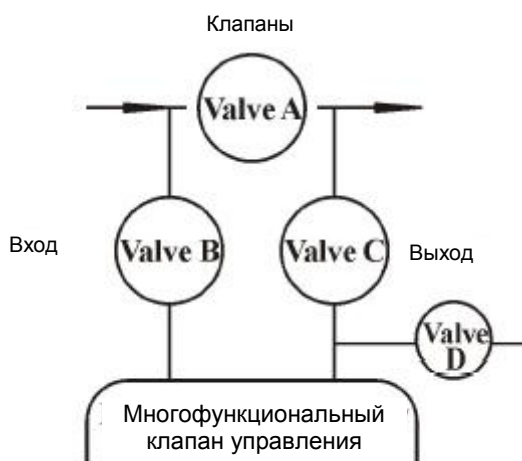 Клапаны
Valve A
Вход
Valve B
Valve C
Выход
Valve
D
Многофункциональный
клапан управления